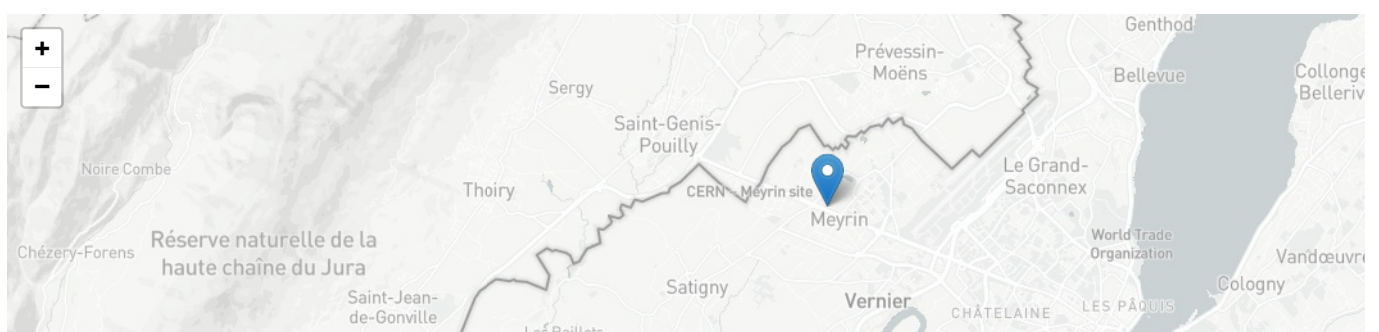 +
−
Genthod
Prévessin-
Moëns
Bellevue
Collonge
Belleriv
Sergy
Saint-Genis-
Pouilly
Noire Combe
Thoiry
CERN - Meyrin site
Le Grand-
Saconnex
Meyrin
Réserve naturelle de la
haute chaîne du Jura
Chézery-Forens
World Trade
Organization
Vandœuvre
Saint-Jean-
de-Gonville
Satigny
Vernier
Cologny
CHÂTELAINE
LES PÂQUIS